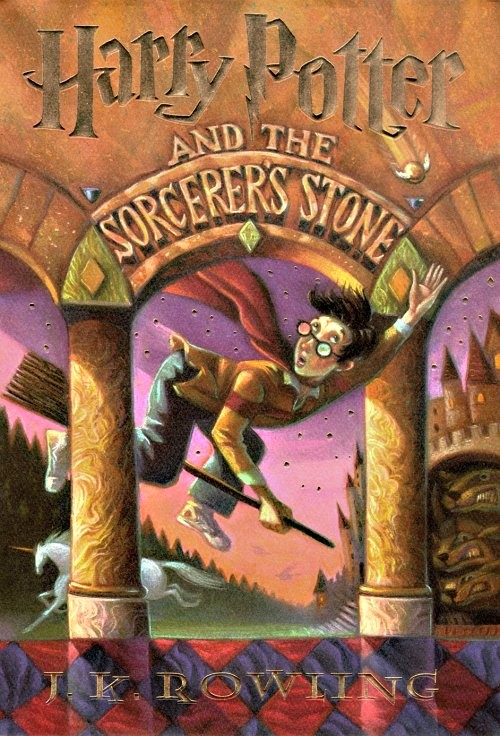 Harry Potter
AND THE
SORCERER'S STONE
J. K. ROWLING